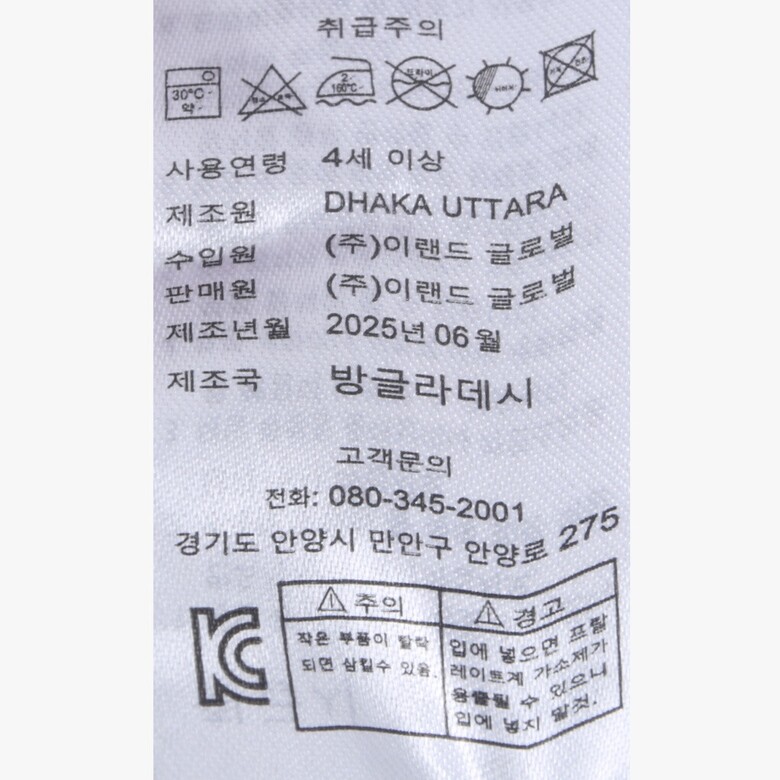 취급주의
30°C
약
2
160°C
드라이
사용연령 4세 이상
제조원 DHAKA UTTARA
수입원 (주)이랜드 글로벌
판매원 (주)이랜드 글로벌
제조년월 2025년 06월
제조국 방글라데시
고객문의
전화: 080-345-2001
경기도 안양시 만안구 안양로 275
주의
작은 부품이 탈락
되면 삼킬수 있음.
경고
입에 넣으면 프탈
레이트계 가소제가
용출될 수 있으니
입에 넣지 말것.